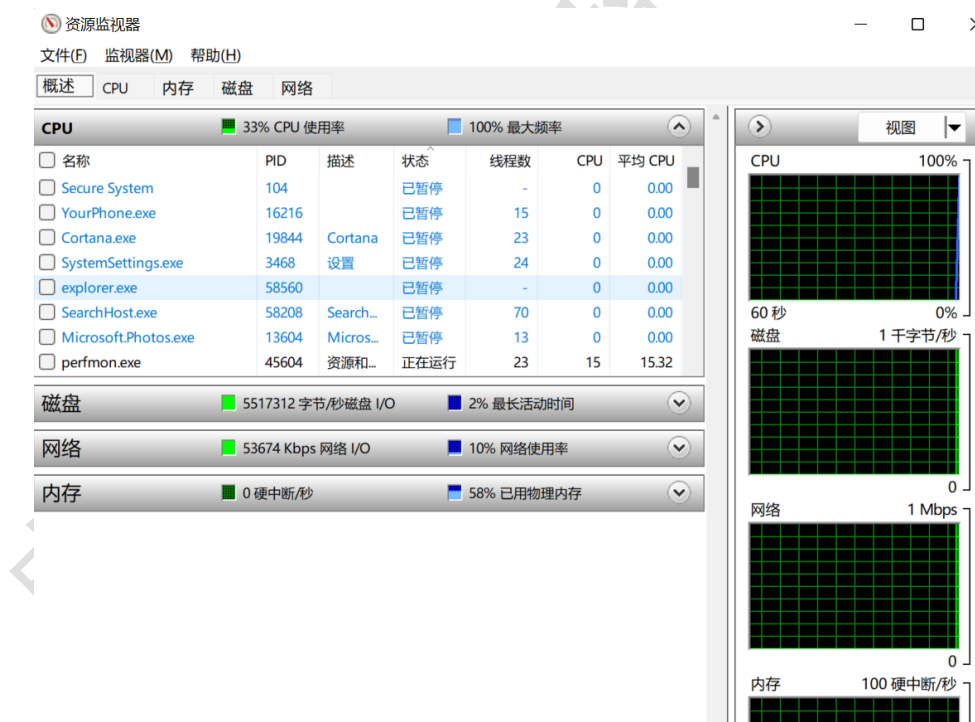 资源监视器
文件(F) 监视器(M) 帮助(H)
概述 CPU 内存 磁盘 网络
CPU 33% CPU 使用率 100% 最大频率
名称 PID 描述 状态 线程数 CPU 平均 CPU
Secure System 104 已暂停 - 0 0.00
YourPhone.exe 16216 已暂停 15 0 0.00
Cortana.exe 19844 Cortana 已暂停 23 0 0.00
SystemSettings.exe 3468 设置 已暂停 24 0 0.00
explorer.exe 58560 已暂停 - 0 0.00
SearchHost.exe 58208 Search... 已暂停 70 0 0.00
Microsoft.Photos.exe 13604 Micros... 已暂停 13 0 0.00
perfmon.exe 45604 资源和... 正在运行 23 15 15.32
磁盘 5517312 字节/秒磁盘 I/O 2% 最长活动时间
网络 53674 Kbps 网络 I/O 10% 网络使用率
内存 0 硬中断/秒 58% 已用物理内存
视图
CPU 100%
60 秒 0%
磁盘 1 千字节/秒
0
网络 1 Mbps
0
内存 100 硬中断/秒